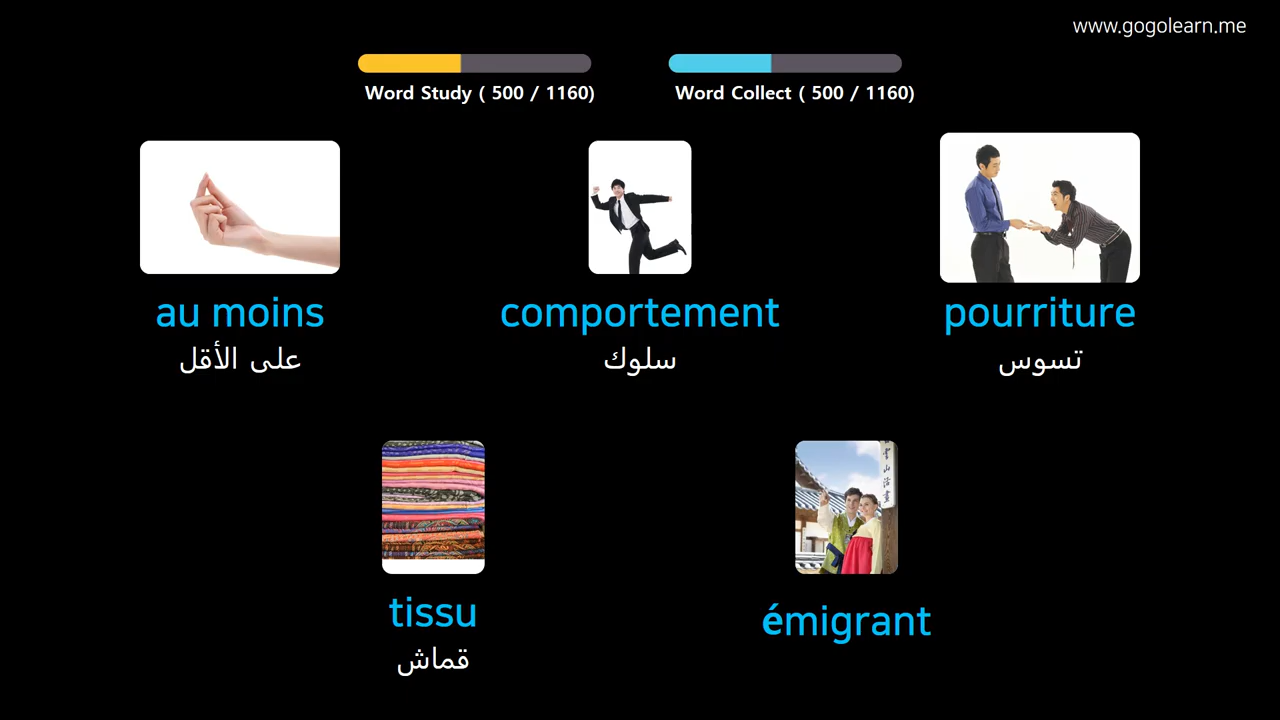 www.gogolearn.me
Word Study ( 500 / 1160)
Word Collect ( 500 / 1160)
au moins
على الأقل
comportement
سلوك
pourriture
تسوس
tissu
قماش
émigrant